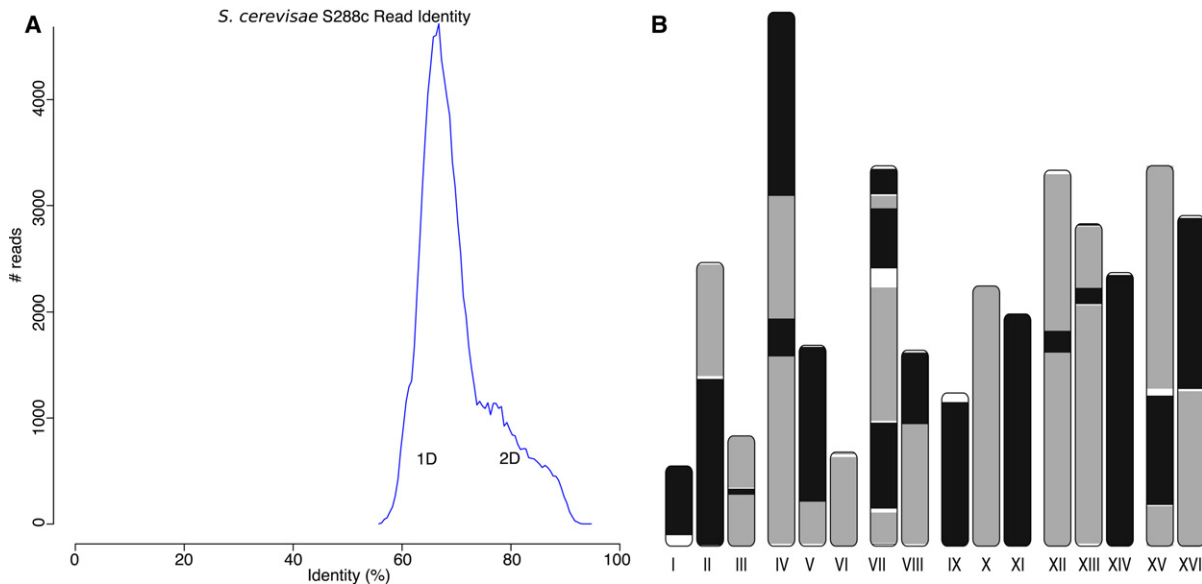 A
S. cerevisae S288c Read Identity
# reads
4000
3000
2000
1000
0
1D
2D
0 20 40 60 80 100
Identity (%)
B
I II III IV V VI VII VIII IX X XI XII XIII XIV XV XVI